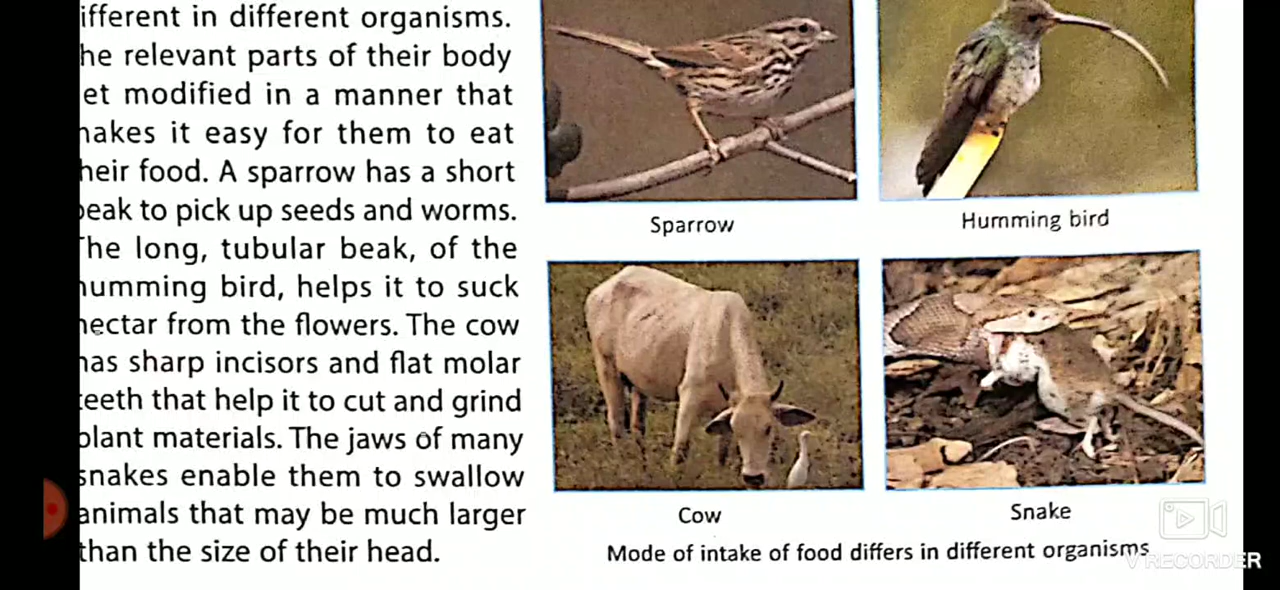 ifferent in different organisms.
he relevant parts of their body
et modified in a manner that
nakes it easy for them to eat
heir food. A sparrow has a short
eak to pick up seeds and worms.
he long, tubular beak, of the
umming bird, helps it to suck
nectar from the flowers. The cow
has sharp incisors and flat molar
teeth that help it to cut and grind
plant materials. The jaws of many
snakes enable them to swallow
animals that may be much larger
than the size of their head.
Sparrow
Humming bird
Cow
Snake
Mode of intake of food differs in different organisms
V RECORDER